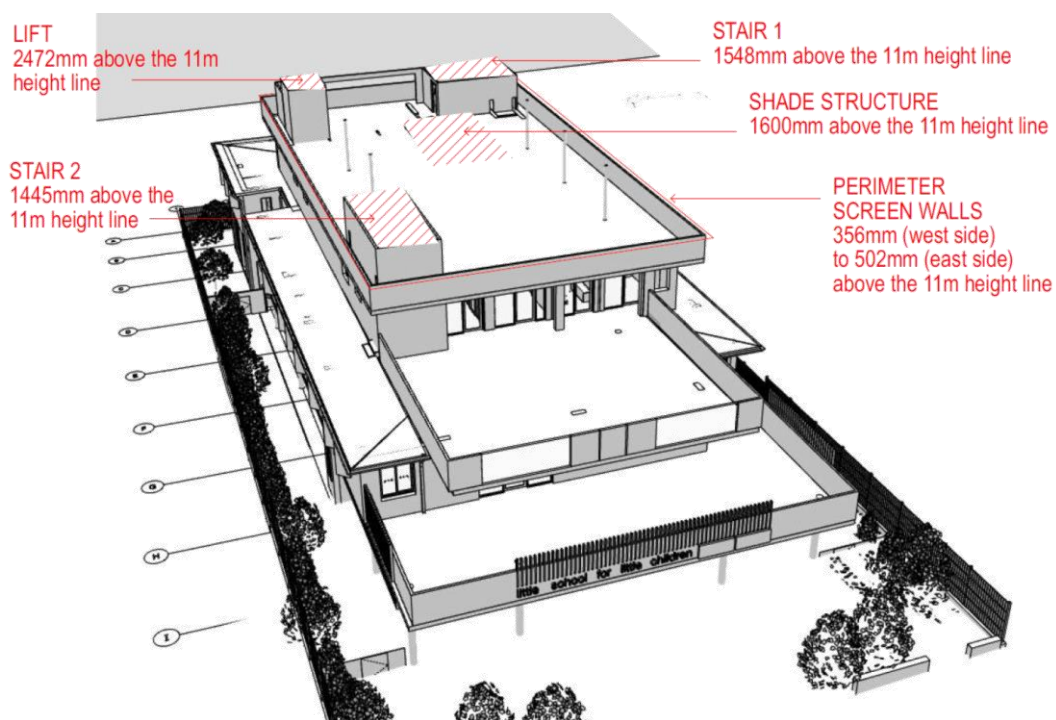 LIFT
2472mm above the 11m
height line
STAIR 1
1548mm above the 11m height line
SHADE STRUCTURE
1600mm above the 11m height line
STAIR 2
1445mm above the
11m height line
PERIMETER
SCREEN WALLS
356mm (west side)
to 502mm (east side)
above the 11m height line
G
H
I
little school for little children